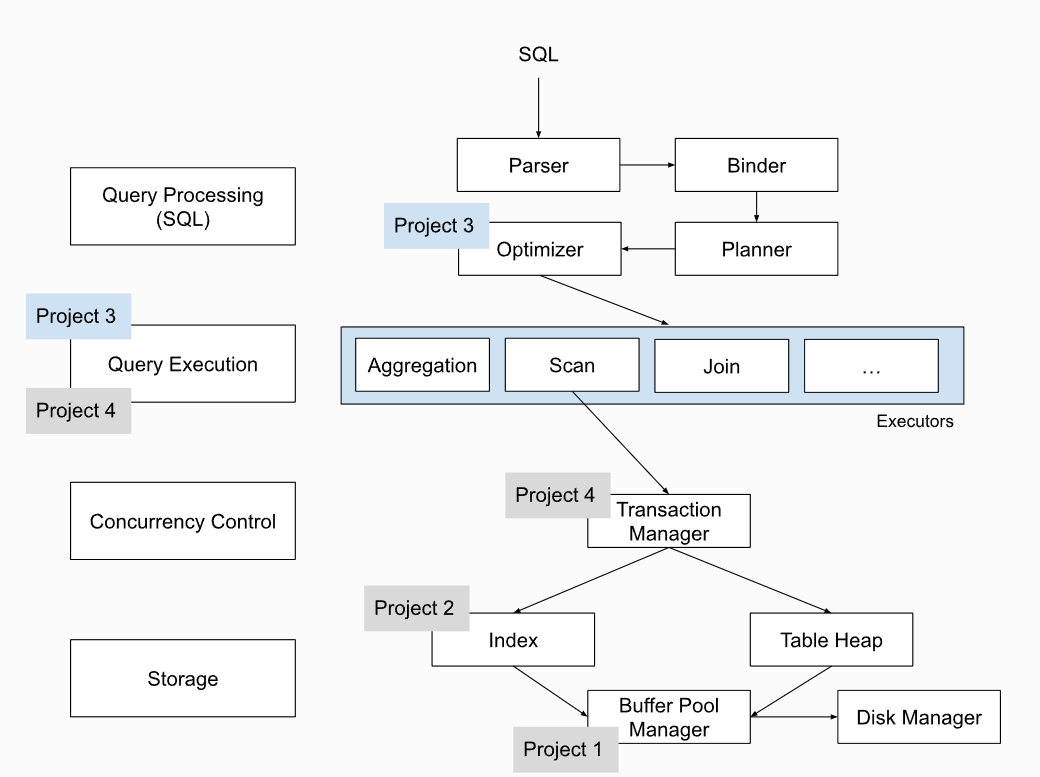 SQL
Parser
Binder
Query Processing
(SQL)
Project 3
Optimizer
Planner
Project 3
Query Execution
Project 4
Aggregation
Scan
Join
...
Executors
Concurrency Control
Project 4
Transaction
Manager
Project 2
Index
Table Heap
Storage
Buffer Pool
Manager
Disk Manager
Project 1